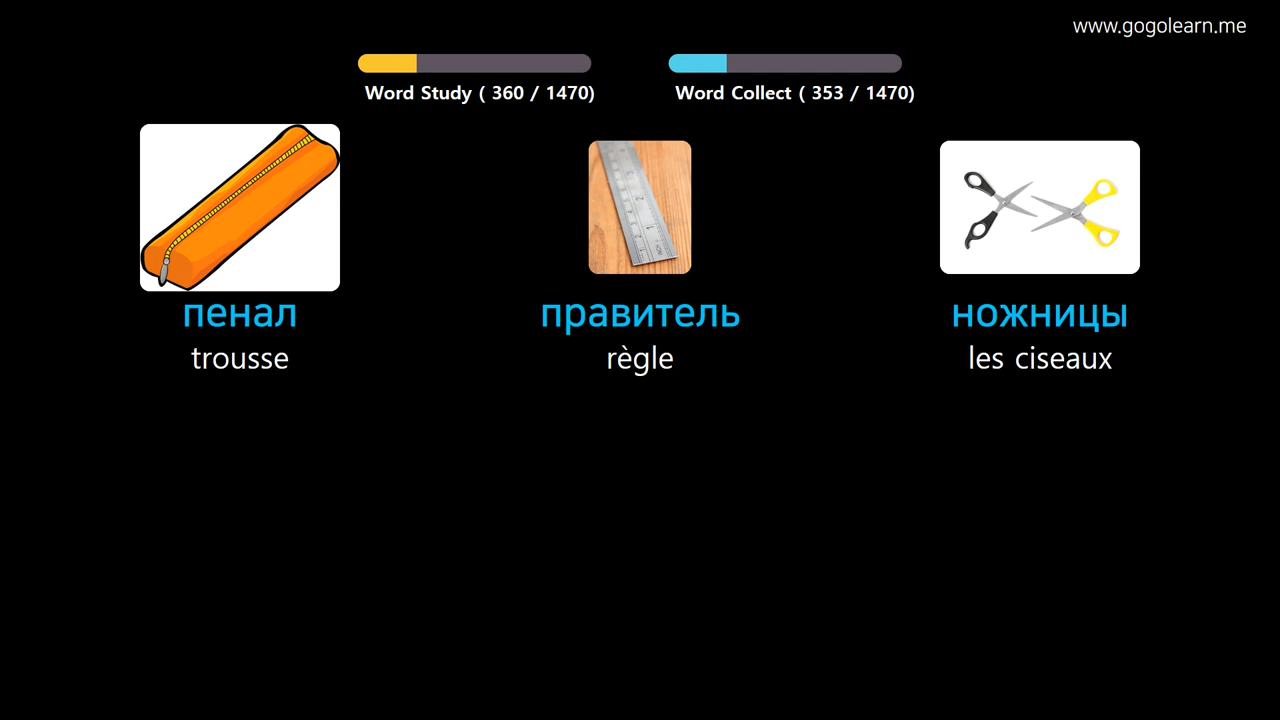 www.gogolearn.me
Word Study ( 360 / 1470)
Word Collect ( 353 / 1470)
пенал
правитель
ножницы
trousse
règle
les ciseaux